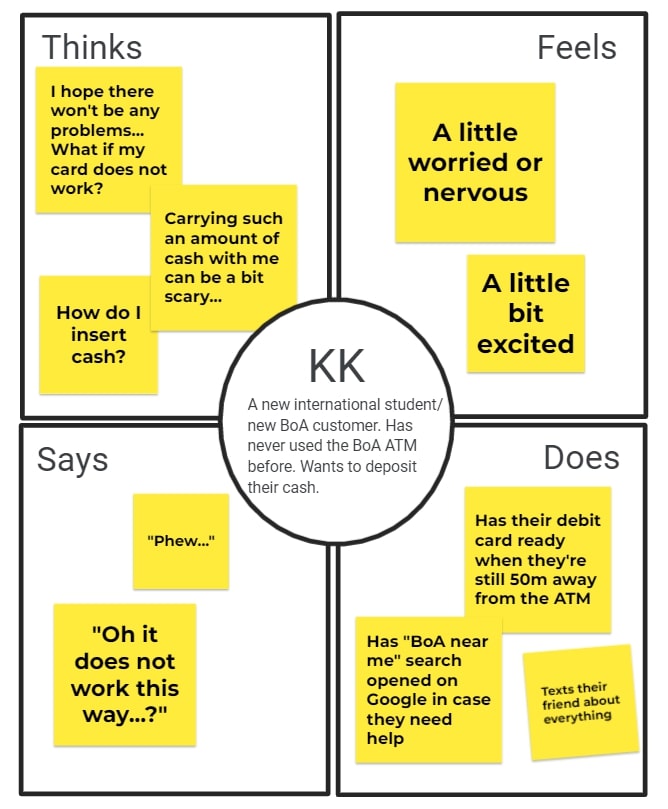 Thinks
I hope there
won't be any
problems...
What if my
card does not
work?
Carrying such
an amount of
cash with me
can be a bit
scary...
How do I
insert
cash?
Feels
A little
worried or
nervous
A little
bit
excited
KK
A new international student/
new BoA customer. Has
never used the BoA ATM
before. Wants to deposit
their cash.
Says
"Phew..."
"Oh it
does not
work this
way...?"
Does
Has their debit
card ready
when they're
still 50m away
from the ATM
Has "BoA near
me" search
opened on
Google in case
they need
help
Texts their
friend about
everything